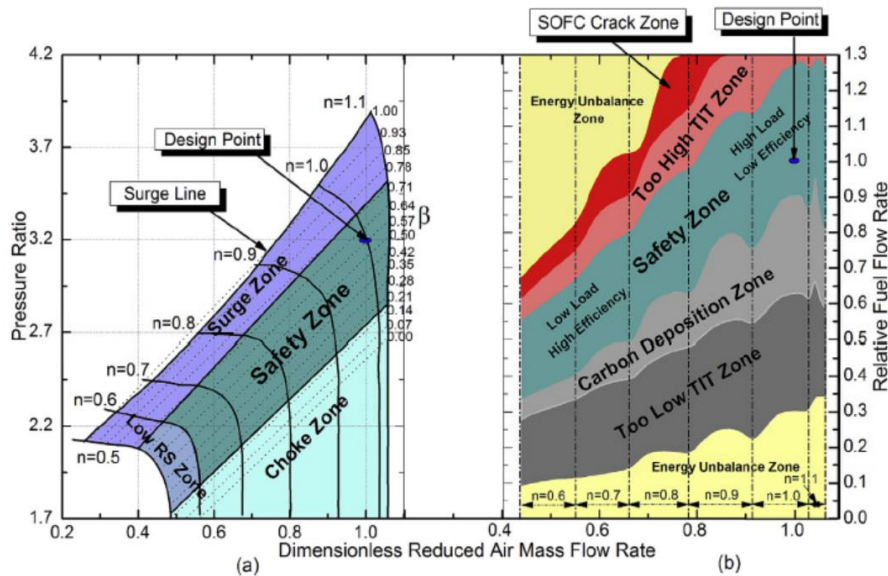 SOFC Crack Zone
Design Point
4.2
3.7
3.2
2.7
2.2
1.7
Pressure Ratio
n=1.1
1.00
0.93
0.85
0.78
0.71
0.64
0.57
0.50
0.42
0.35
0.28
0.21
0.14
0.07
0.00
β
Design Point
n=1.0
Surge Line
n=0.9
n=0.8
n=0.7
n=0.6
n=0.5
Surge Zone
Safety Zone
Low RS Zone
Choke Zone
0.2
0.4
0.6
0.8
1.0
(a)
Energy Unbalance
Zone
Too High TIT Zone
High Load
Low Efficiency
Safety Zone
Low Load
High Efficiency
Carbon Deposition Zone
Too Low TIT Zone
Energy Unbalance Zone
n=0.6
n=0.7
n=0.8
n=0.9
n=1.0
n=1.1
1.3
1.2
1.1
1.0
0.9
0.8
0.7
0.6
0.5
0.4
0.3
0.2
0.1
0.0
Relative Fuel Flow Rate
0.4
0.6
0.8
1.0
Dimensionless Reduced Air Mass Flow Rate
(b)